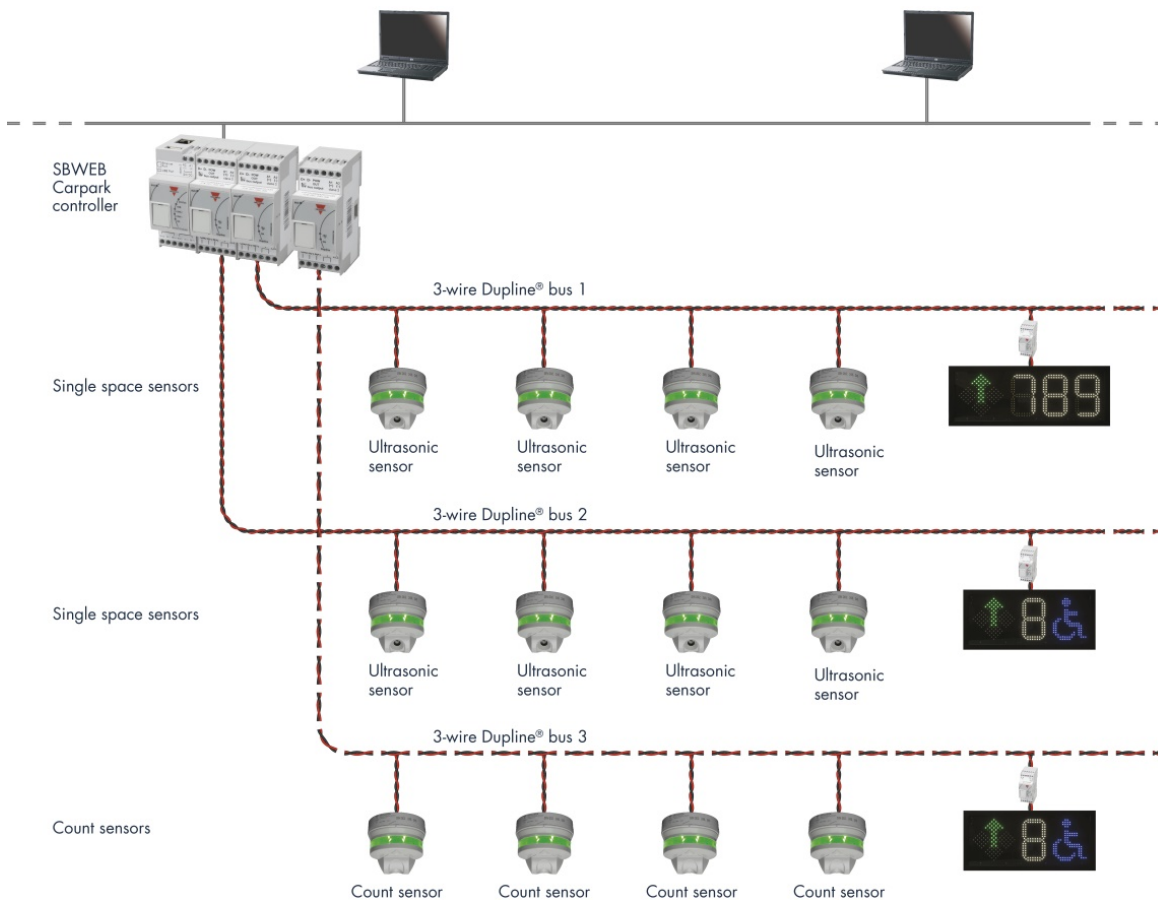 SBWEB
Carpark
controller
3-wire Dupline® bus 1
Single space sensors
789
Ultrasonic
sensor
Ultrasonic
sensor
Ultrasonic
sensor
Ultrasonic
sensor
3-wire Dupline® bus 2
Single space sensors
8
Ultrasonic
sensor
Ultrasonic
sensor
Ultrasonic
sensor
Ultrasonic
sensor
3-wire Dupline® bus 3
Count sensors
8
Count sensor
Count sensor
Count sensor
Count sensor